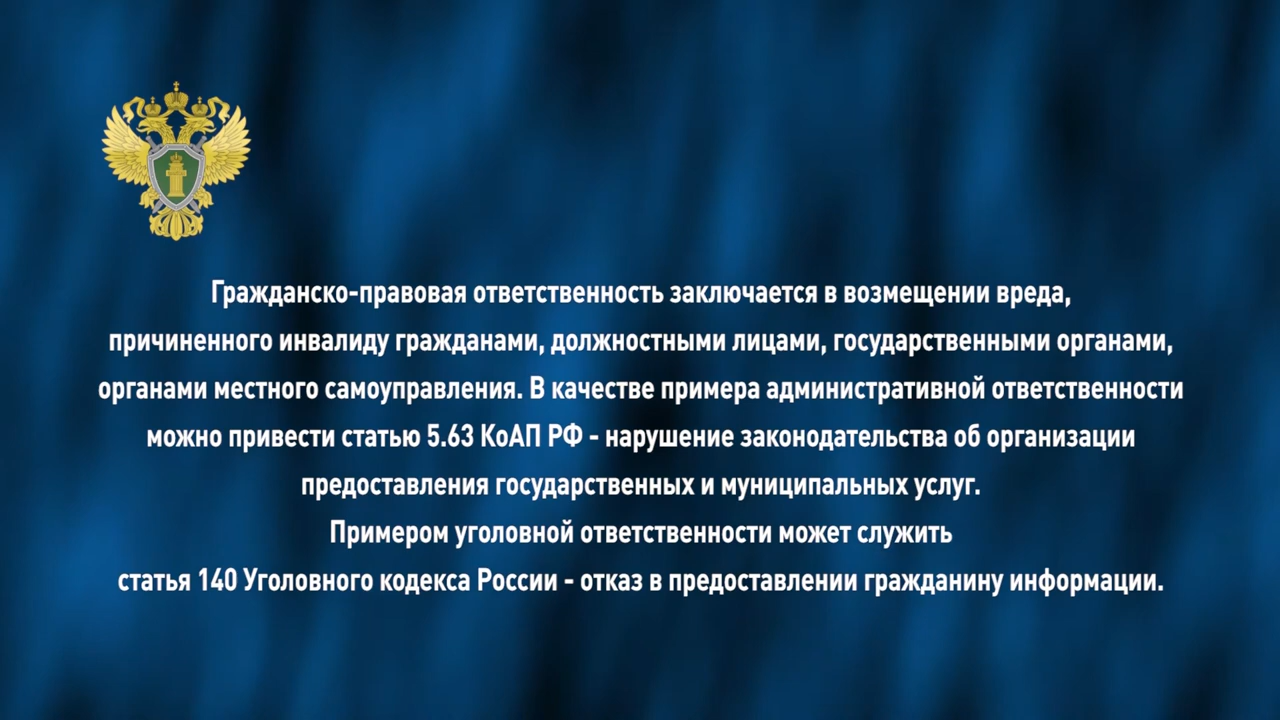 Гражданско-правовая ответственность заключается в возмещении вреда,
причиненного инвалиду гражданами, должностными лицами, государственными органами,
органами местного самоуправления. В качестве примера административной ответственности
можно привести статью 5.63 КоАП РФ - нарушение законодательства об организации
предоставления государственных и муниципальных услуг.
Примером уголовной ответственности может служить
статья 140 Уголовного кодекса России - отказ в предоставлении гражданину информации.